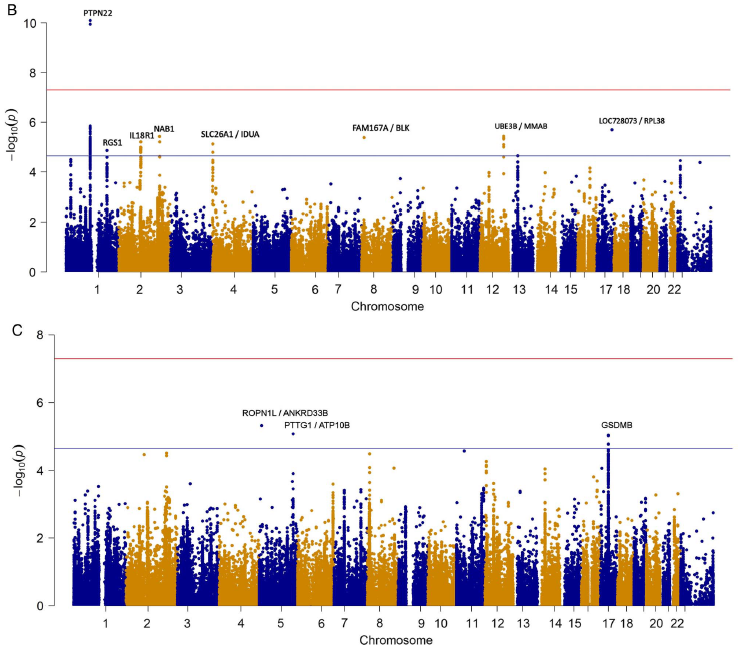 B
PTPN22
RGS1
IL18R1
NAB1
SLC26A1 / IDUA
FAM167A / BLK
UBE3B / MMAB
LOC728073 / RPL38
−log10(p)
10
8
6
4
2
0
1 2 3 4 5 6 7 8 9 10 11 12 13 14 15 17 18 20 22
Chromosome
C
ROPN1L / ANKRD33B
PTTG1 / ATP10B
GSDMB
−log10(p)
8
6
4
2
0
1 2 3 4 5 6 7 8 9 10 11 12 13 14 15 17 18 20 22
Chromosome